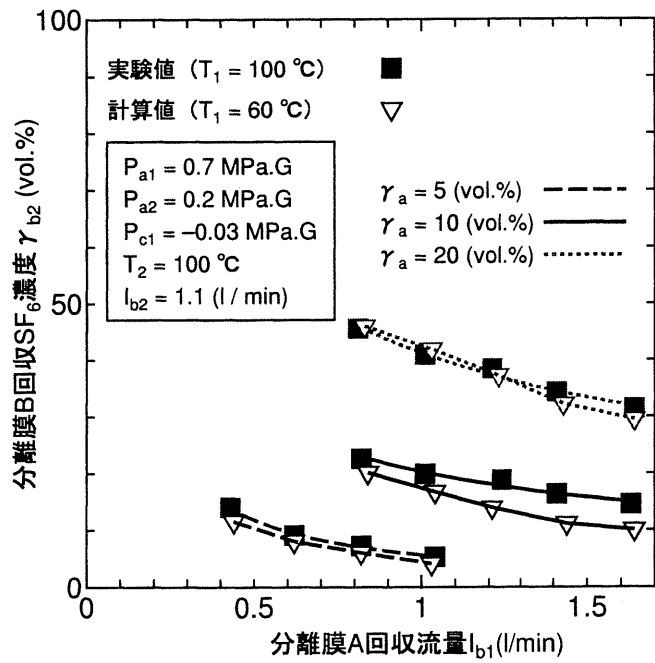 100
50
0
分離膜B回収SF6濃度 γb2 (vol.%)
実験値 (T1 = 100 ℃)
計算値 (T1 = 60 ℃)
Pa1 = 0.7 MPa.G
Pa2 = 0.2 MPa.G
Pc1 = –0.03 MPa.G
T2 = 100 ℃
Ib2 = 1.1 (l / min)
γa = 5 (vol.%)
γa = 10 (vol.%)
γa = 20 (vol.%)
0 0.5 1 1.5
分離膜A回収流量Ib1(l/min)